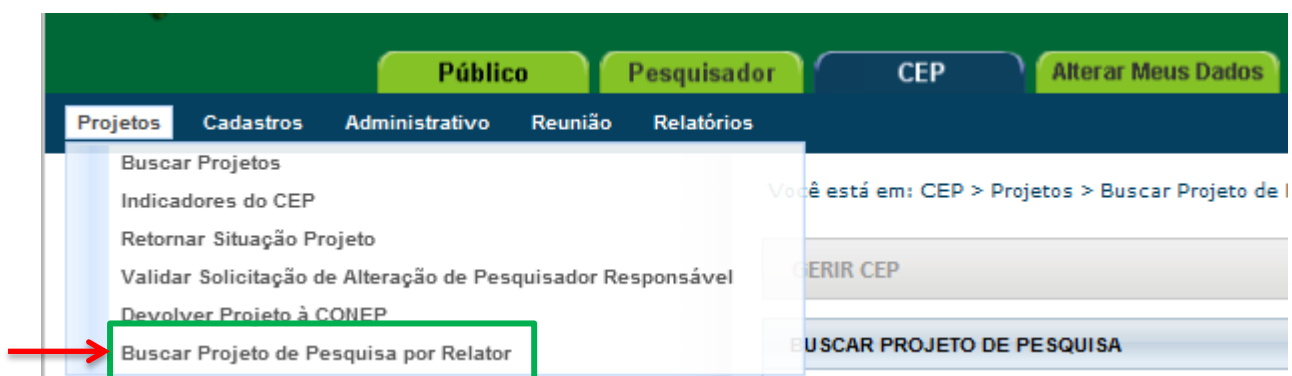 Público Pesquisador CEP Alterar Meus Dados
Projetos Cadastros Administrativo Reunião Relatórios
Buscar Projetos
Você está em: CEP > Projetos > Buscar Projeto de
Indicadores do CEP
Retornar Situação Projeto
GERIR CEP
Validar Solicitação de Alteração de Pesquisador Responsável
Devolver Projeto à CONEP
BUSCAR PROJETO DE PESQUISA
Buscar Projeto de Pesquisa por Relator